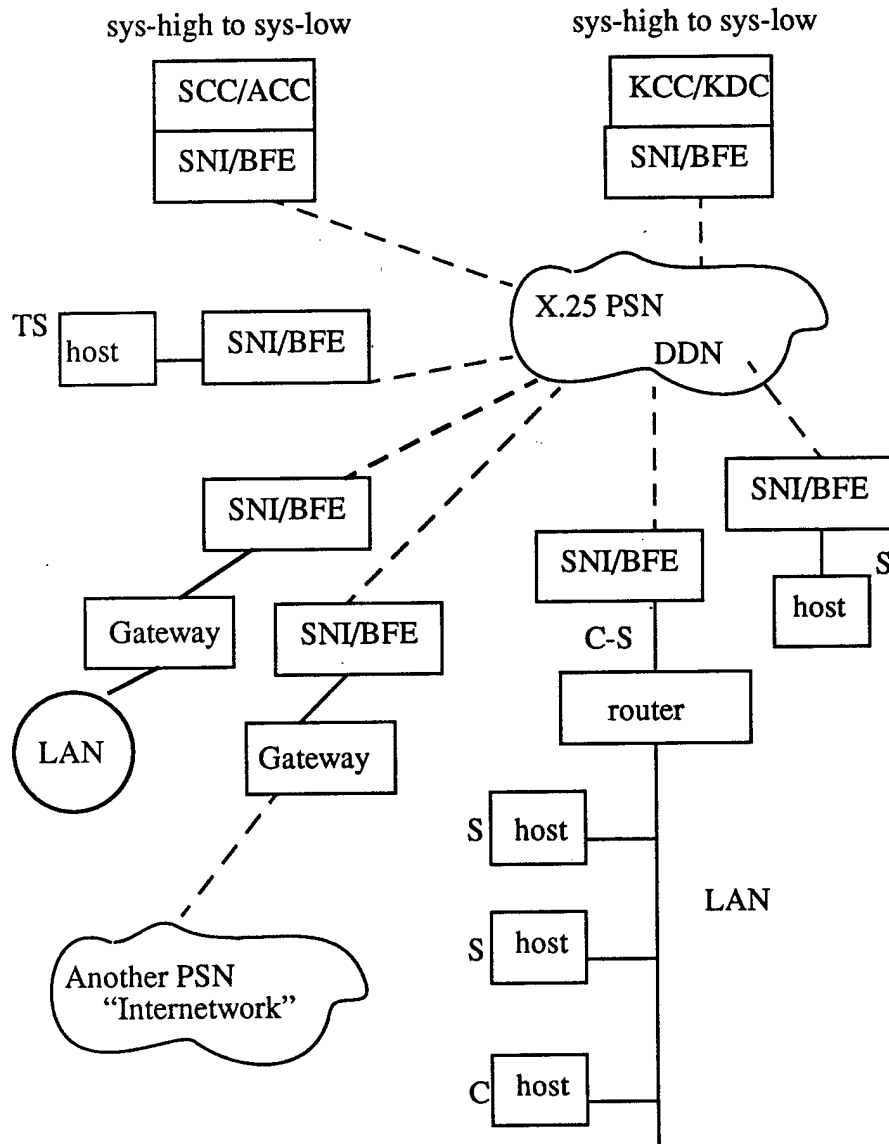 sys-high to sys-low
sys-high to sys-low
SCC/ACC
KCC/KDC
SNI/BFE
SNI/BFE
X.25 PSN
DDN
TS
host
SNI/BFE
SNI/BFE
SNI/BFE
SNI/BFE
S
host
Gateway
SNI/BFE
C-S
router
LAN
Gateway
S
host
LAN
S
host
Another PSN
“Internetwork”
C
host